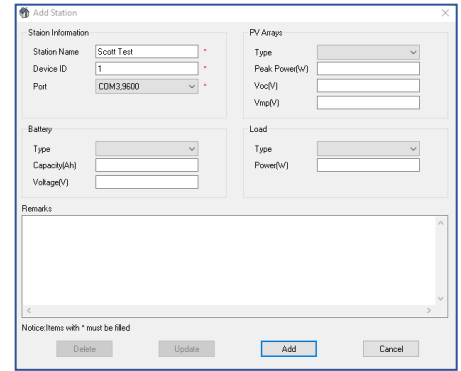 Add Station
Staion Information
Station Name Scott Test *
Device ID 1 *
Port COM3,9600 *
PV Arrays
Type
Peak Power(W)
Voc(V)
Vmp(V)
Battery
Type
Capacity(Ah)
Voltage(V)
Load
Type
Power(W)
Remarks
Notice:Items with * must be filled
Delete Update Add Cancel